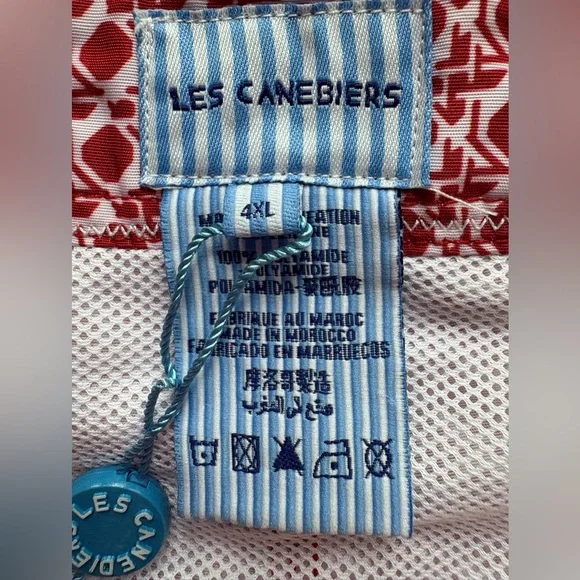 LES CANEBIERS
4XL
100% POLYAMIDE
POLYAMIDE
POLIAMIDA-聚酰胺
FABRIQUE AU MAROC
MADE IN MOROCCO
FABRICADO EN MARRUECOS
摩洛哥製造
صنع في المغرب
LES CANEBIERS